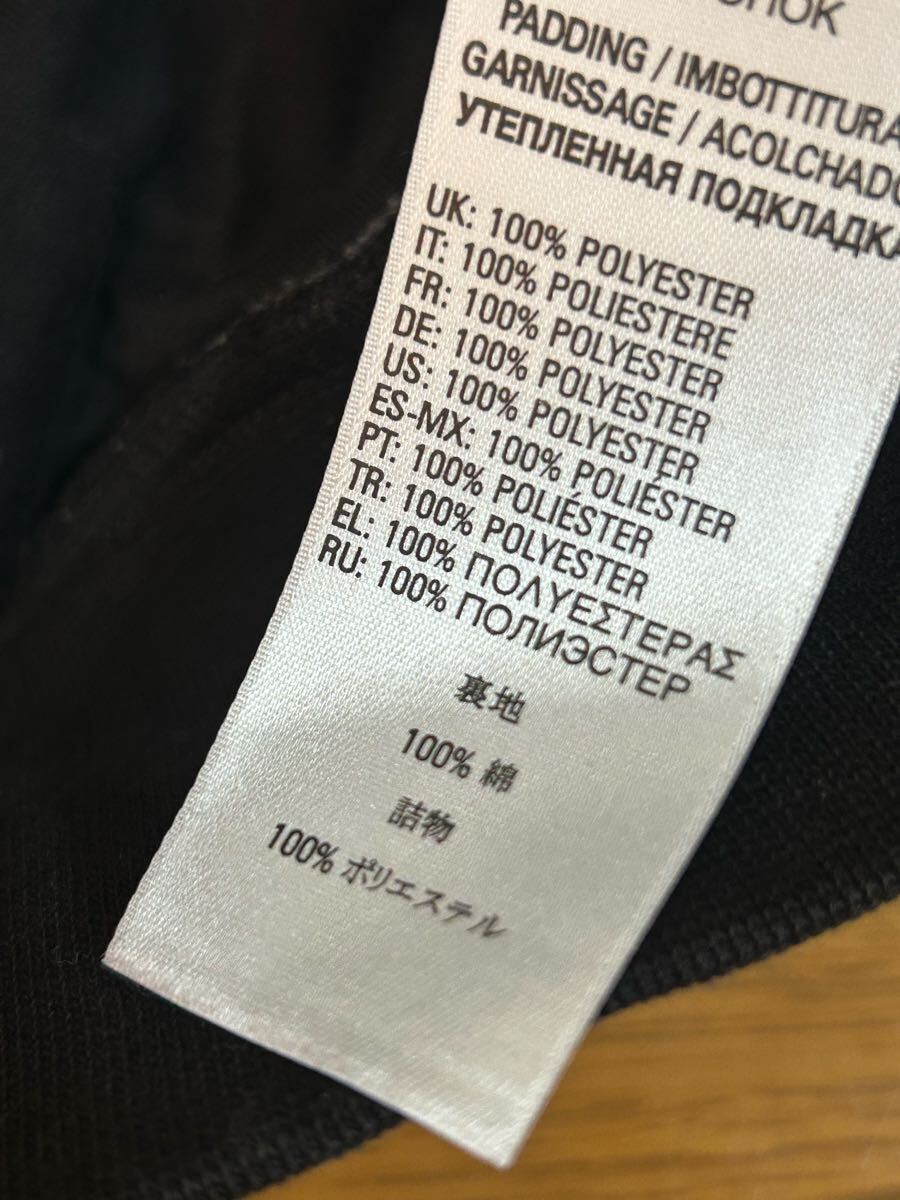 PADDING / IMBOTTITURA
GARNISSAGE / ACOLCHADO
УТЕПЛЕННАЯ ПОДКЛАДКА
UK: 100% POLYESTER
IT: 100% POLIESTERE
FR: 100% POLYESTER
DE: 100% POLYESTER
US: 100% POLYESTER
ES-MX: 100% POLIÉSTER
PT: 100% POLIÉSTER
TR: 100% POLYESTER
EL: 100% ΠΟΛΥΕΣΤΕΡΑΣ
RU: 100% ПОЛИЭСТЕР
裏地
100% 綿
詰物
100% ポリエステル